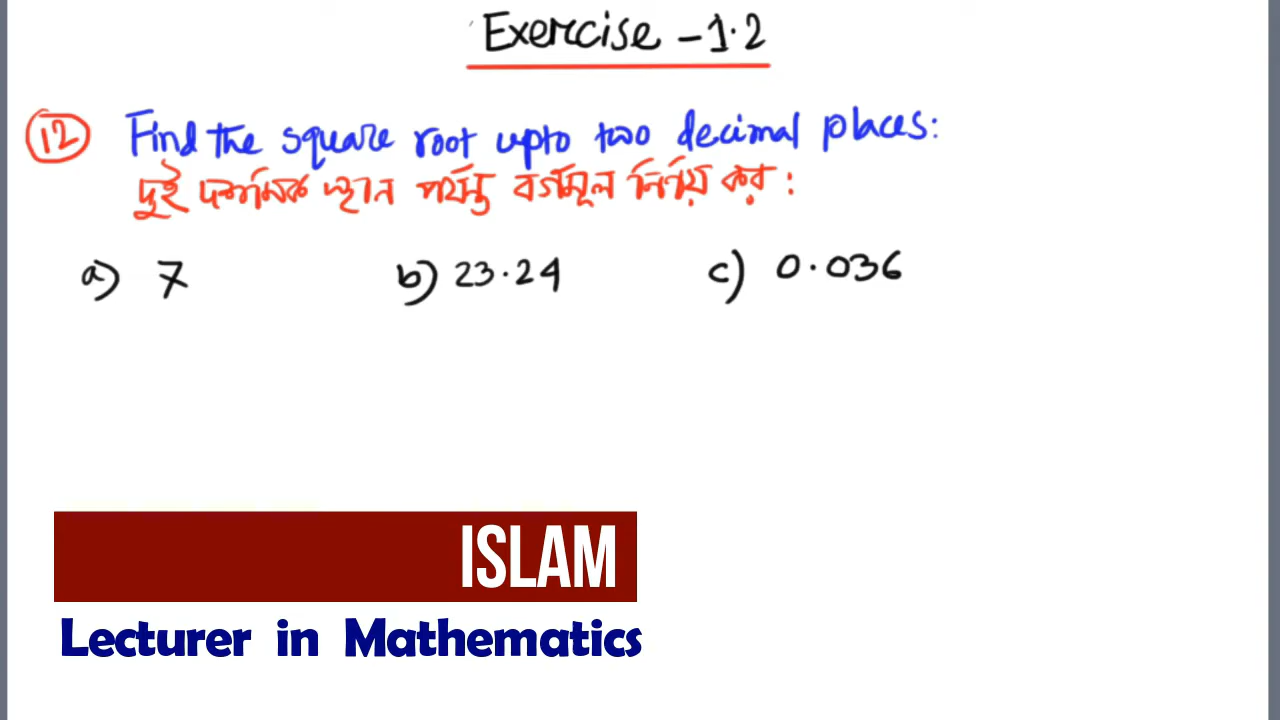 Exercise - 1.2
12 Find the square root upto two decimal places:
দুই দশমিক স্থান পর্যন্ত বর্গমূল নির্ণয় কর:
a) 7 b) 23.24 c) 0.036
ISLAM
Lecturer in Mathematics